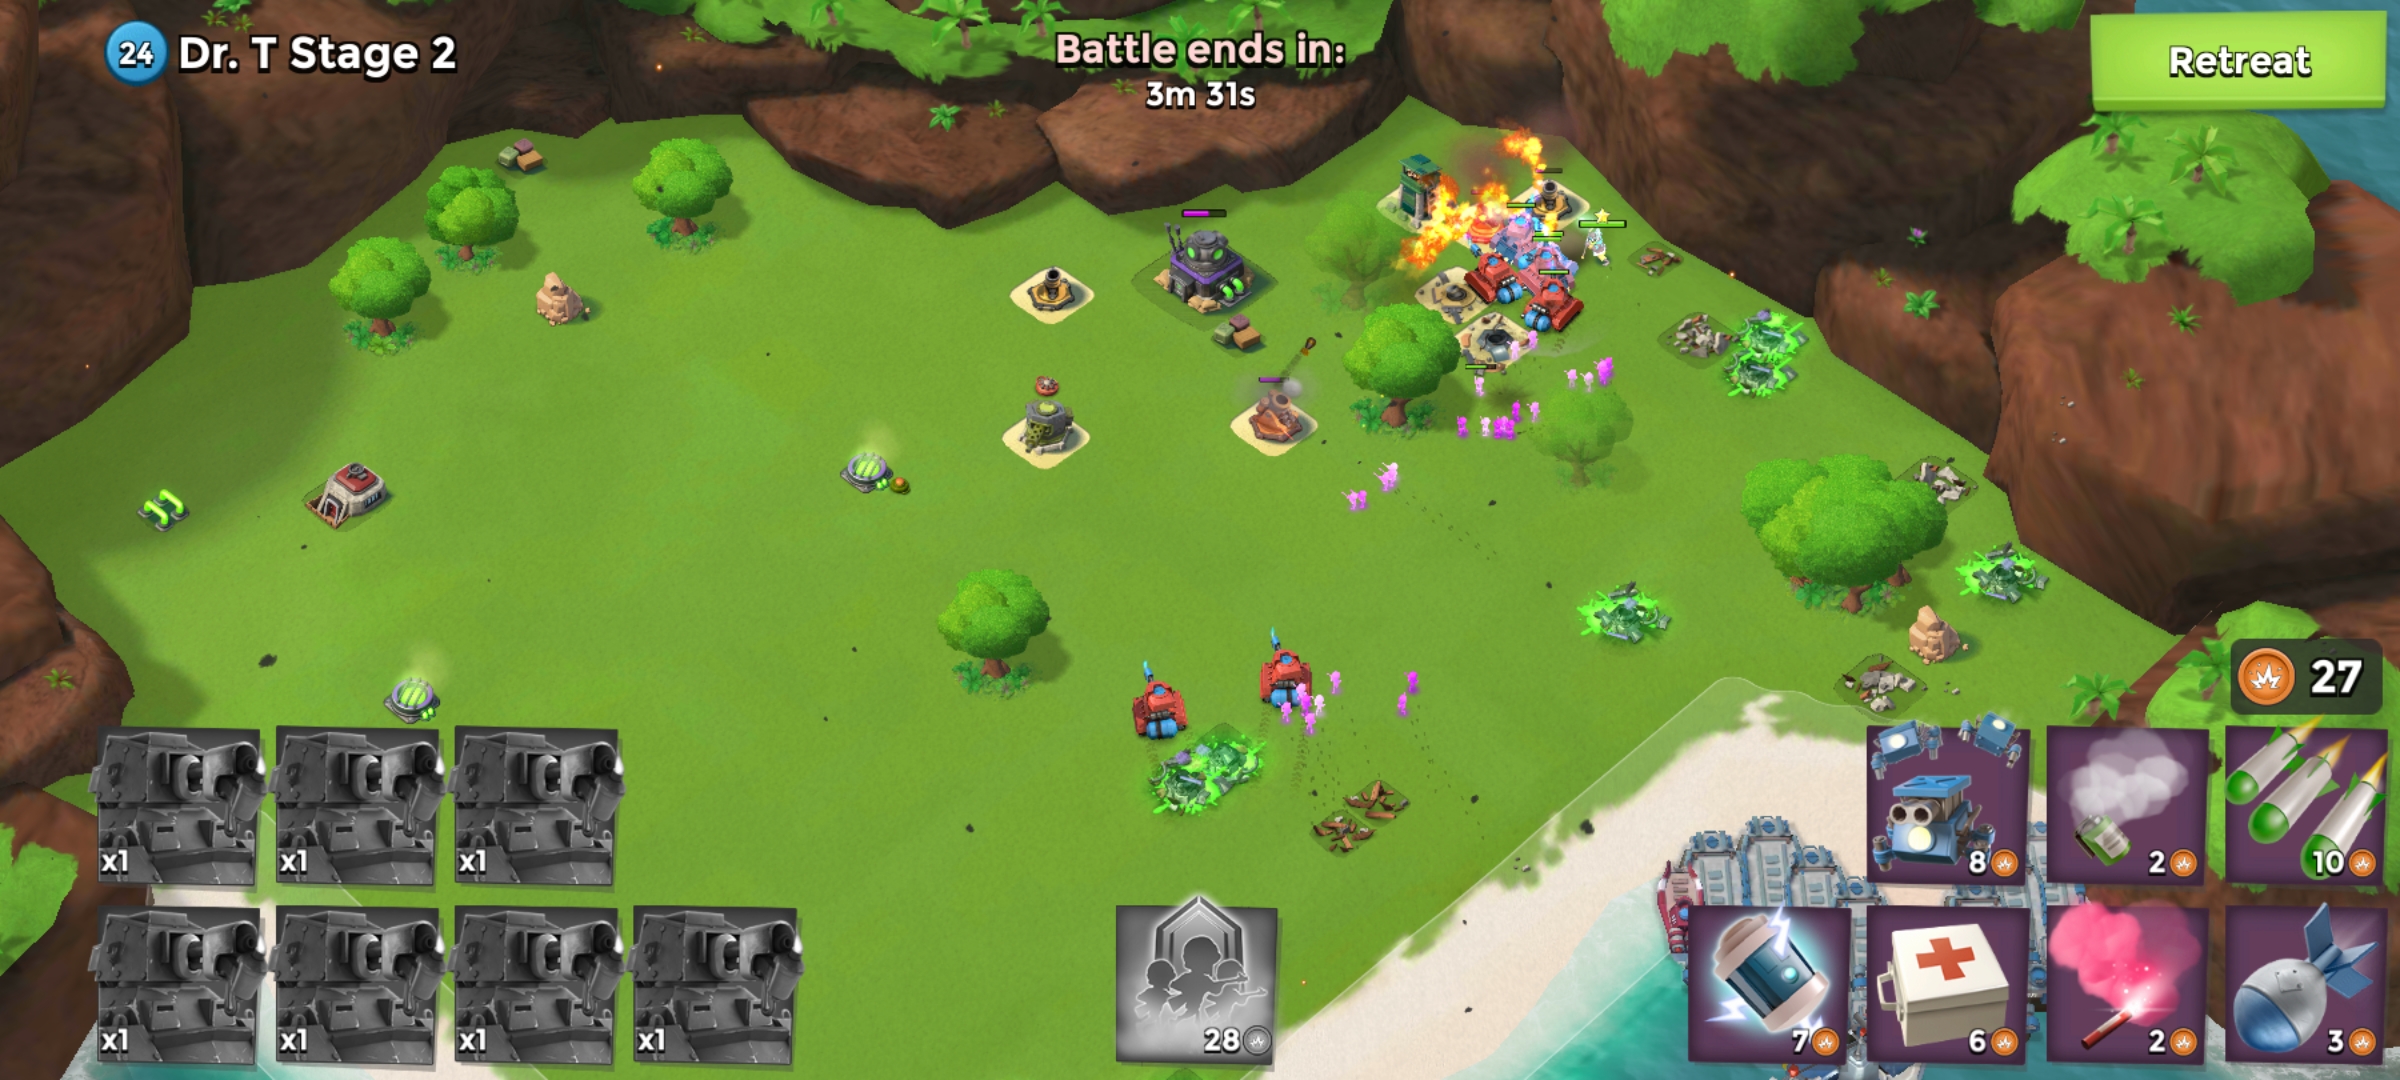 24 Dr. T Stage 2
Battle ends in:
3m 31s
Retreat
27
x1 x1 x1
8 2 10
x1 x1 x1 x1
28
7 6 2 3